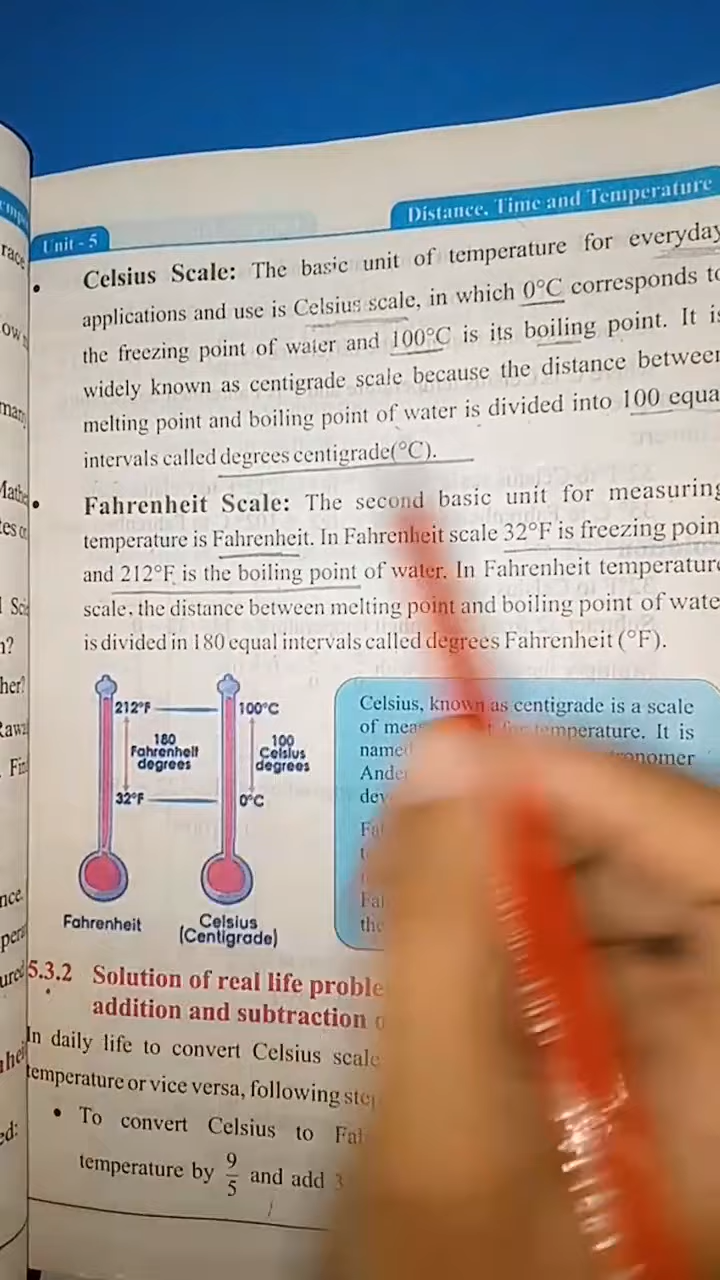 Unit - 5
Distance, Time and Temperature
Celsius Scale: The basic unit of temperature for everyday
applications and use is Celsius scale, in which 0°C corresponds to
the freezing point of water and 100°C is its boiling point. It is
widely known as centigrade scale because the distance between
melting point and boiling point of water is divided into 100 equa
intervals called degrees centigrade(°C).
Fahrenheit Scale: The second basic unit for measuring
temperature is Fahrenheit. In Fahrenheit scale 32°F is freezing poin
and 212°F is the boiling point of water. In Fahrenheit temperature
scale, the distance between melting point and boiling point of wate
is divided in 180 equal intervals called degrees Fahrenheit (°F).
212°F
100°C
180
Fahrenheit
degrees
100
Celsius
degrees
32°F
0°C
Fahrenheit
Celsius
(Centigrade)
Celsius, known as centigrade is a scale
of temperature. It is
named
the
5.3.2 Solution of real life proble
addition and subtraction
In daily life to convert Celsius scale
temperature or vice versa, following ste
To convert Celsius to Fa
temperature by 9/5 and add 3